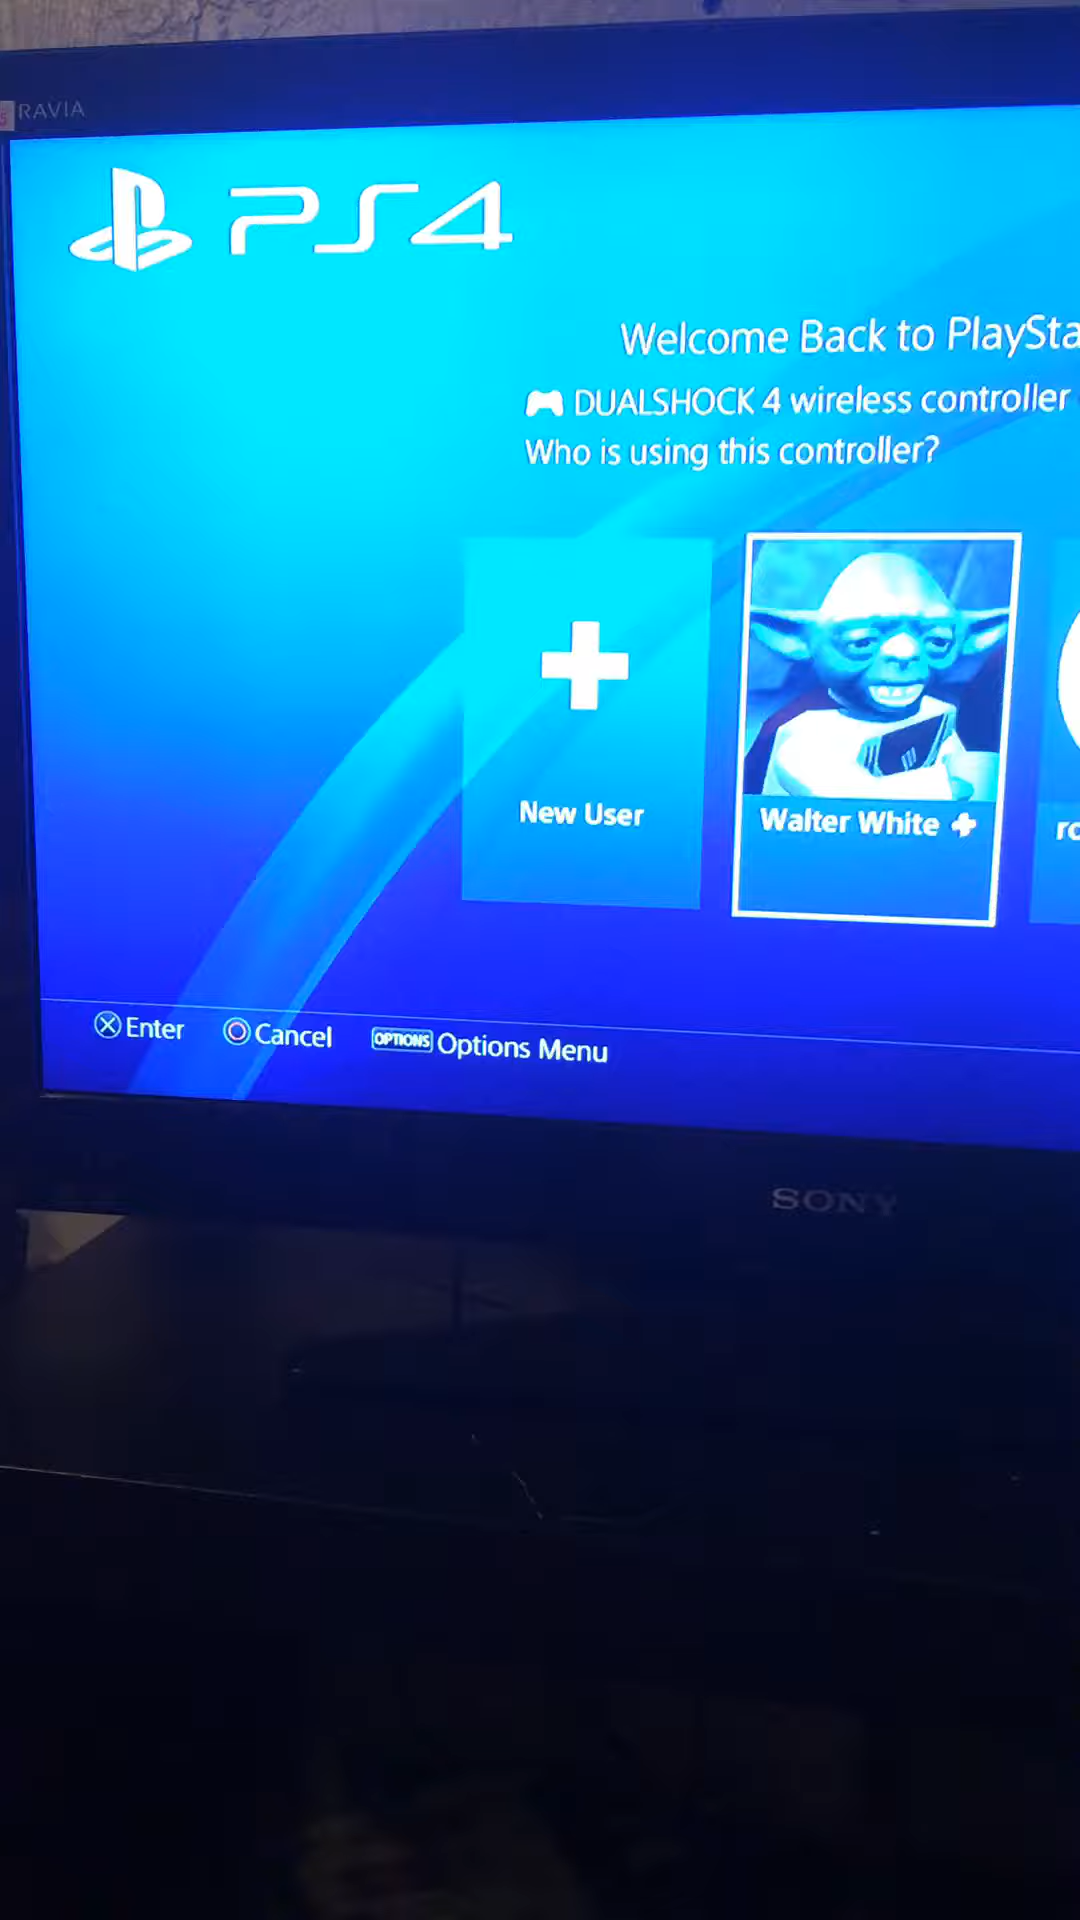 RAVIA
PS4
Welcome Back to PlaySta
DUALSHOCK 4 wireless controller
Who is using this controller?
New User
Walter White
ro
Enter
Cancel
OPTIONS Options Menu
SONY